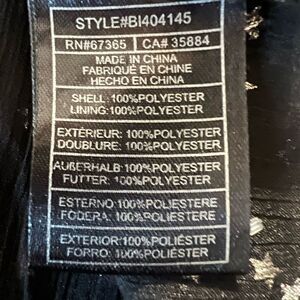 STYLE#BI404145
RN#67365 CA# 35884
MADE IN CHINA
FABRIQUÉ EN CHINE
HECHO EN CHINA
SHELL: 100%POLYESTER
LINING: 100%POLYESTER
EXTÉRIEUR: 100%POLYESTER
DOUBLURE: 100%POLYESTER
AUßERHALB:100%POLYESTER
FUTTER: 100%POLYESTER
ESTERNO:100%POLIESTERE
FODERA: 100%POLIESTERE
EXTERIOR:100%POLIÉSTER
FORRO: 100%POLIÉSTER